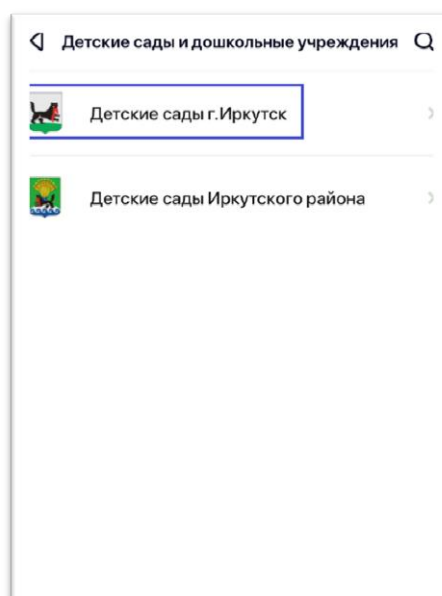 Детские сады и дошкольные учреждения
Детские сады г.Иркутск
Детские сады Иркутского района